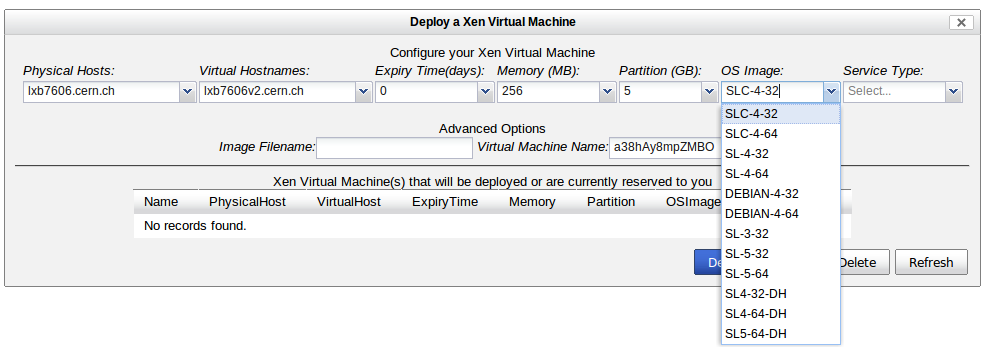 Deploy a Xen Virtual Machine
Configure your Xen Virtual Machine
Physical Hosts: Virtual Hostnames: Expiry Time(days): Memory (MB): Partition (GB): OS Image: Service Type:
lxb7606.cern.ch lxb7606v2.cern.ch 0 256 5 SLC-4-32 Select...
SLC-4-32
SLC-4-64
SL-4-32
SL-4-64
DEBIAN-4-32
DEBIAN-4-64
SL-3-32
SL-5-32
SL-5-64
SL4-32-DH
SL4-64-DH
SL5-64-DH
Advanced Options
Image Filename: Virtual Machine Name: a38hAy8mpZMBO
Xen Virtual Machine(s) that will be deployed or are currently reserved to you
Name PhysicalHost VirtualHost ExpiryTime Memory Partition OSImage
No records found.
Delete Refresh